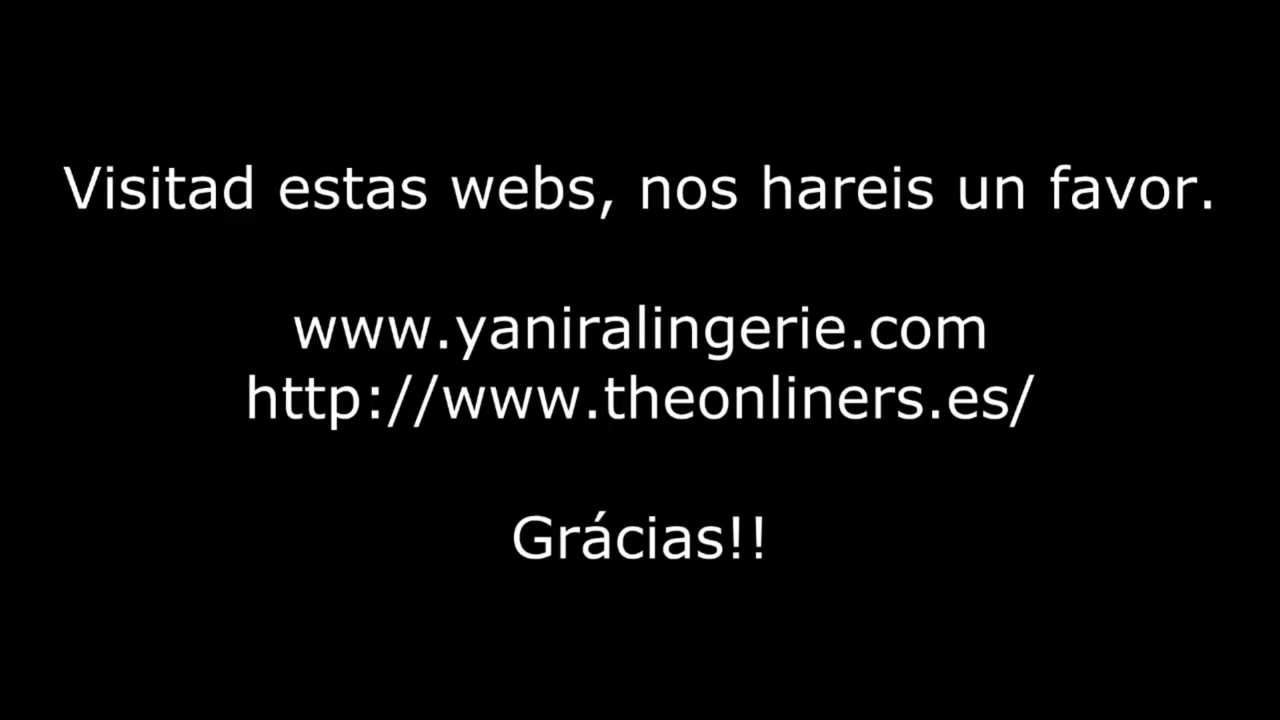 Visitad estas webs, nos hareis un favor.
www.yaniralingerie.com
http://www.theonliners.es/
Grácias!!